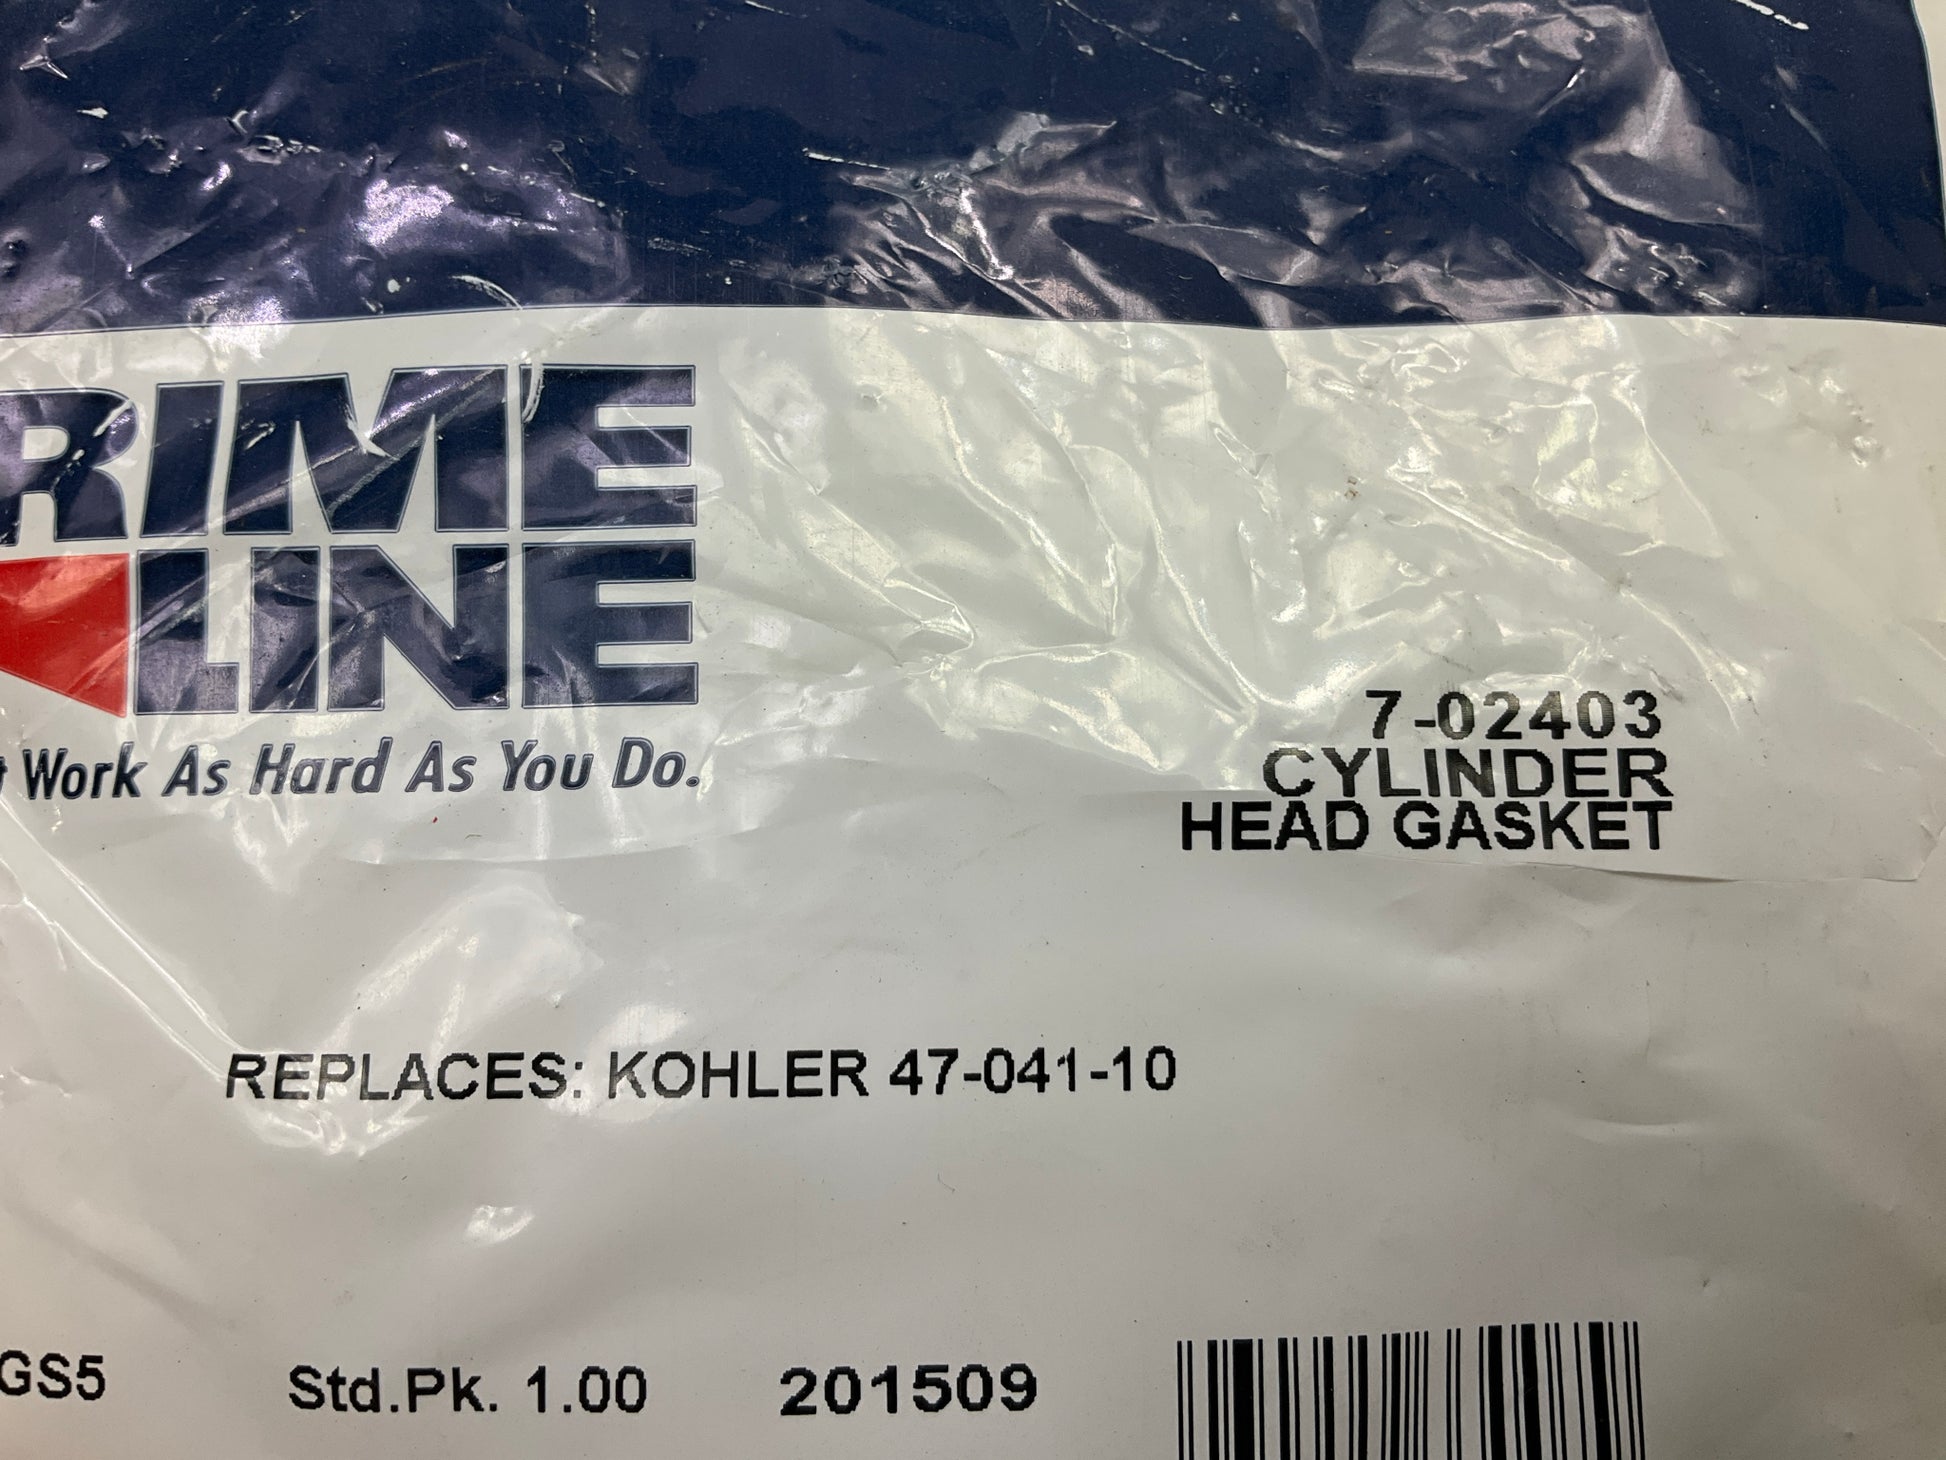 RIME
LINE
Work As Hard As You Do.
7-02403
CYLINDER
HEAD GASKET
REPLACES: KOHLER 47-041-10
GS5 Std.Pk. 1.00 201509